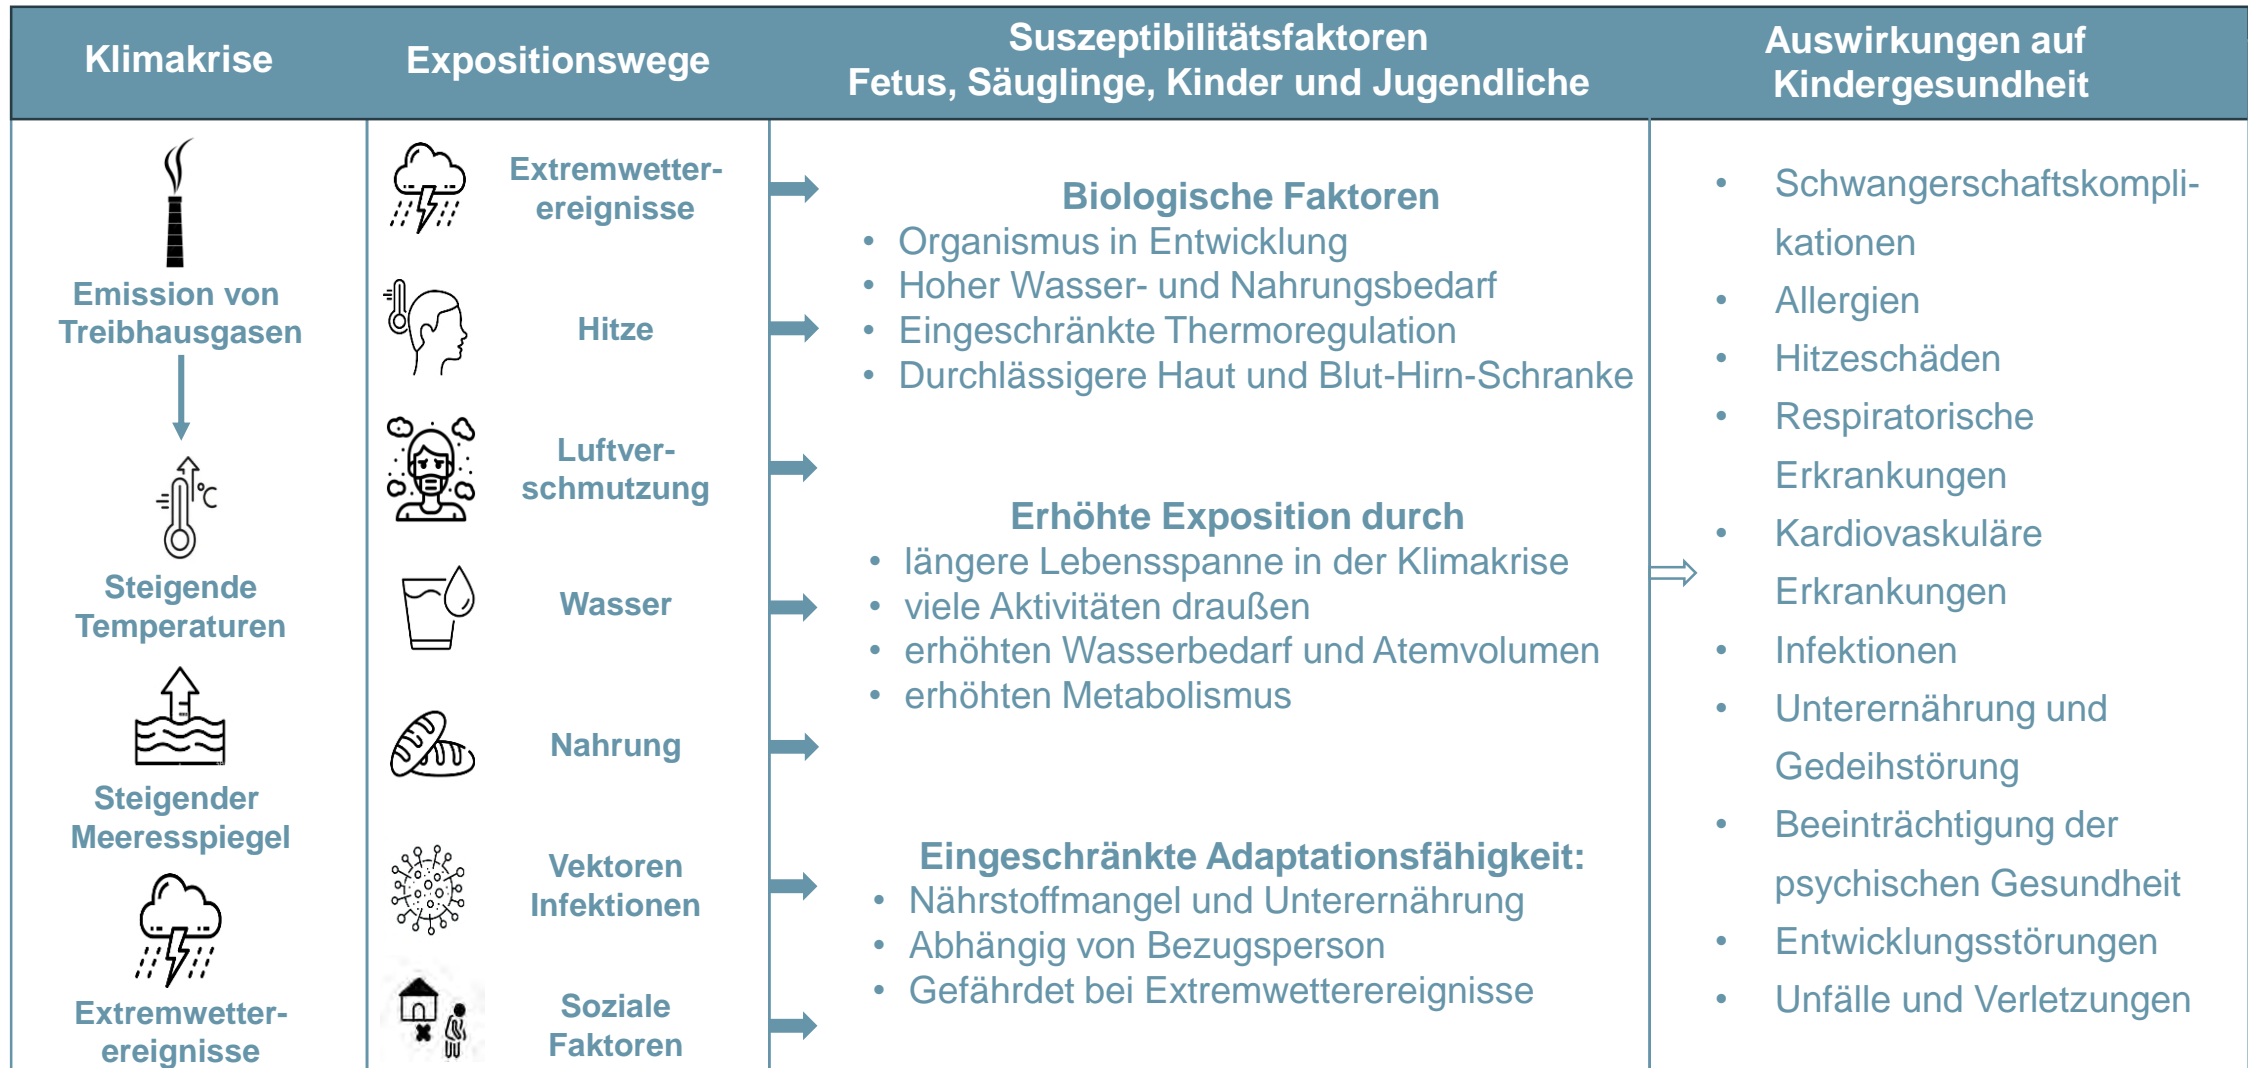 Klimakrise
Expositionswege
Suszeptibilitätsfaktoren
Fetus, Säuglinge, Kinder und Jugendliche
Auswirkungen auf
Kindergesundheit
Emission von
Treibhausgasen
°C
Steigende
Temperaturen
Steigender
Meeresspiegel
Extremwetter-
ereignisse
Extremwetter-
ereignisse
Hitze
Luftver-
schmutzung
Wasser
Nahrung
Vektoren
Infektionen
Soziale
Faktoren
Biologische Faktoren
• Organismus in Entwicklung
• Hoher Wasser- und Nahrungsbedarf
• Eingeschränkte Thermoregulation
• Durchlässigere Haut und Blut-Hirn-Schranke
Erhöhte Exposition durch
• längere Lebensspanne in der Klimakrise
• viele Aktivitäten draußen
• erhöhten Wasserbedarf und Atemvolumen
• erhöhten Metabolismus
Eingeschränkte Adaptationsfähigkeit:
• Nährstoffmangel und Unterernährung
• Abhängig von Bezugsperson
• Gefährdet bei Extremwetterereignisse
• Schwangerschaftskompli-
kationen
• Allergien
• Hitzeschäden
• Respiratorische
Erkrankungen
• Kardiovaskuläre
Erkrankungen
• Infektionen
• Unterernährung und
Gedeihstörung
• Beeinträchtigung der
psychischen Gesundheit
• Entwicklungsstörungen
• Unfälle und Verletzungen